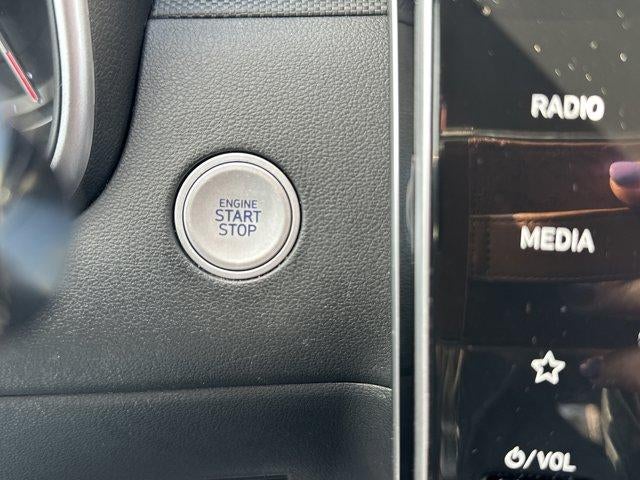 ENGINE
START
STOP
RADIO
MEDIA
/VOL